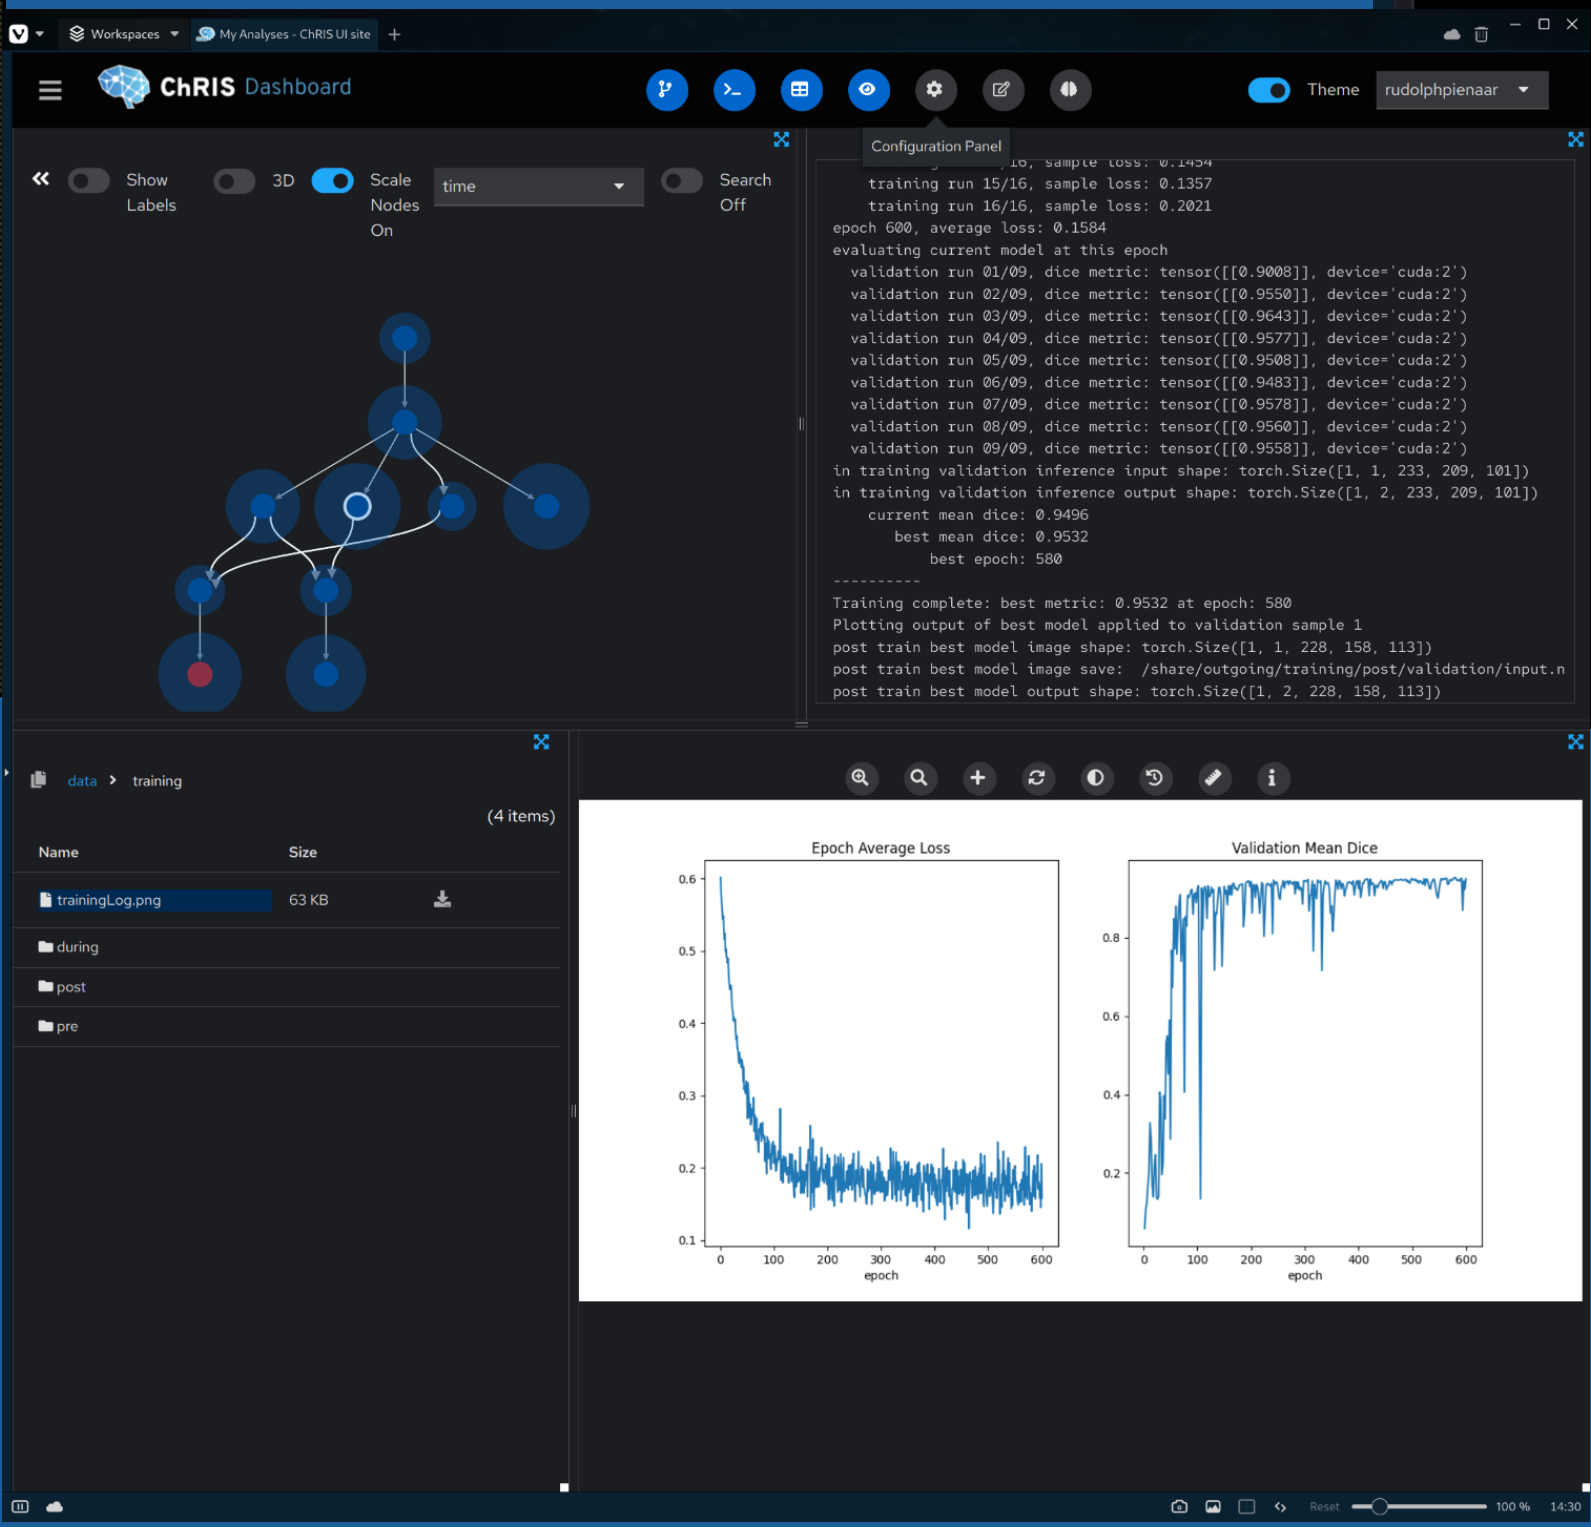 Workspaces
My Analyses - ChRIS UI site
ChRIS Dashboard
Theme
rudolphpienaar
Configuration Panel
Show Labels
3D
Scale Nodes On
time
Search Off
/16, sample loss: 0.1454
training run 15/16, sample loss: 0.1357
training run 16/16, sample loss: 0.2021
epoch 600, average loss: 0.1584
evaluating current model at this epoch
validation run 01/09, dice metric: tensor([[0.9008]], device='cuda:2')
validation run 02/09, dice metric: tensor([[0.9550]], device='cuda:2')
validation run 03/09, dice metric: tensor([[0.9643]], device='cuda:2')
validation run 04/09, dice metric: tensor([[0.9577]], device='cuda:2')
validation run 05/09, dice metric: tensor([[0.9508]], device='cuda:2')
validation run 06/09, dice metric: tensor([[0.9483]], device='cuda:2')
validation run 07/09, dice metric: tensor([[0.9578]], device='cuda:2')
validation run 08/09, dice metric: tensor([[0.9560]], device='cuda:2')
validation run 09/09, dice metric: tensor([[0.9558]], device='cuda:2')
in training validation inference input shape: torch.Size([1, 1, 233, 209, 101])
in training validation inference output shape: torch.Size([1, 2, 233, 209, 101])
current mean dice: 0.9496
best mean dice: 0.9532
best epoch: 580
----------
Training complete: best metric: 0.9532 at epoch: 580
Plotting output of best model applied to validation sample 1
post train best model image shape: torch.Size([1, 1, 228, 158, 113])
post train best model image save:  /share/outgoing/training/post/validation/input.n
post train best model output shape: torch.Size([1, 2, 228, 158, 113])
data > training
(4 items)
Name Size
trainingLog.png 63 KB
during
post
pre
Epoch Average Loss
0.6
0.5
0.4
0.3
0.2
0.1
0 100 200 300 400 500 600
epoch
Validation Mean Dice
0.8
0.6
0.4
0.2
0 100 200 300 400 500 600
epoch
Reset 100 % 14:30